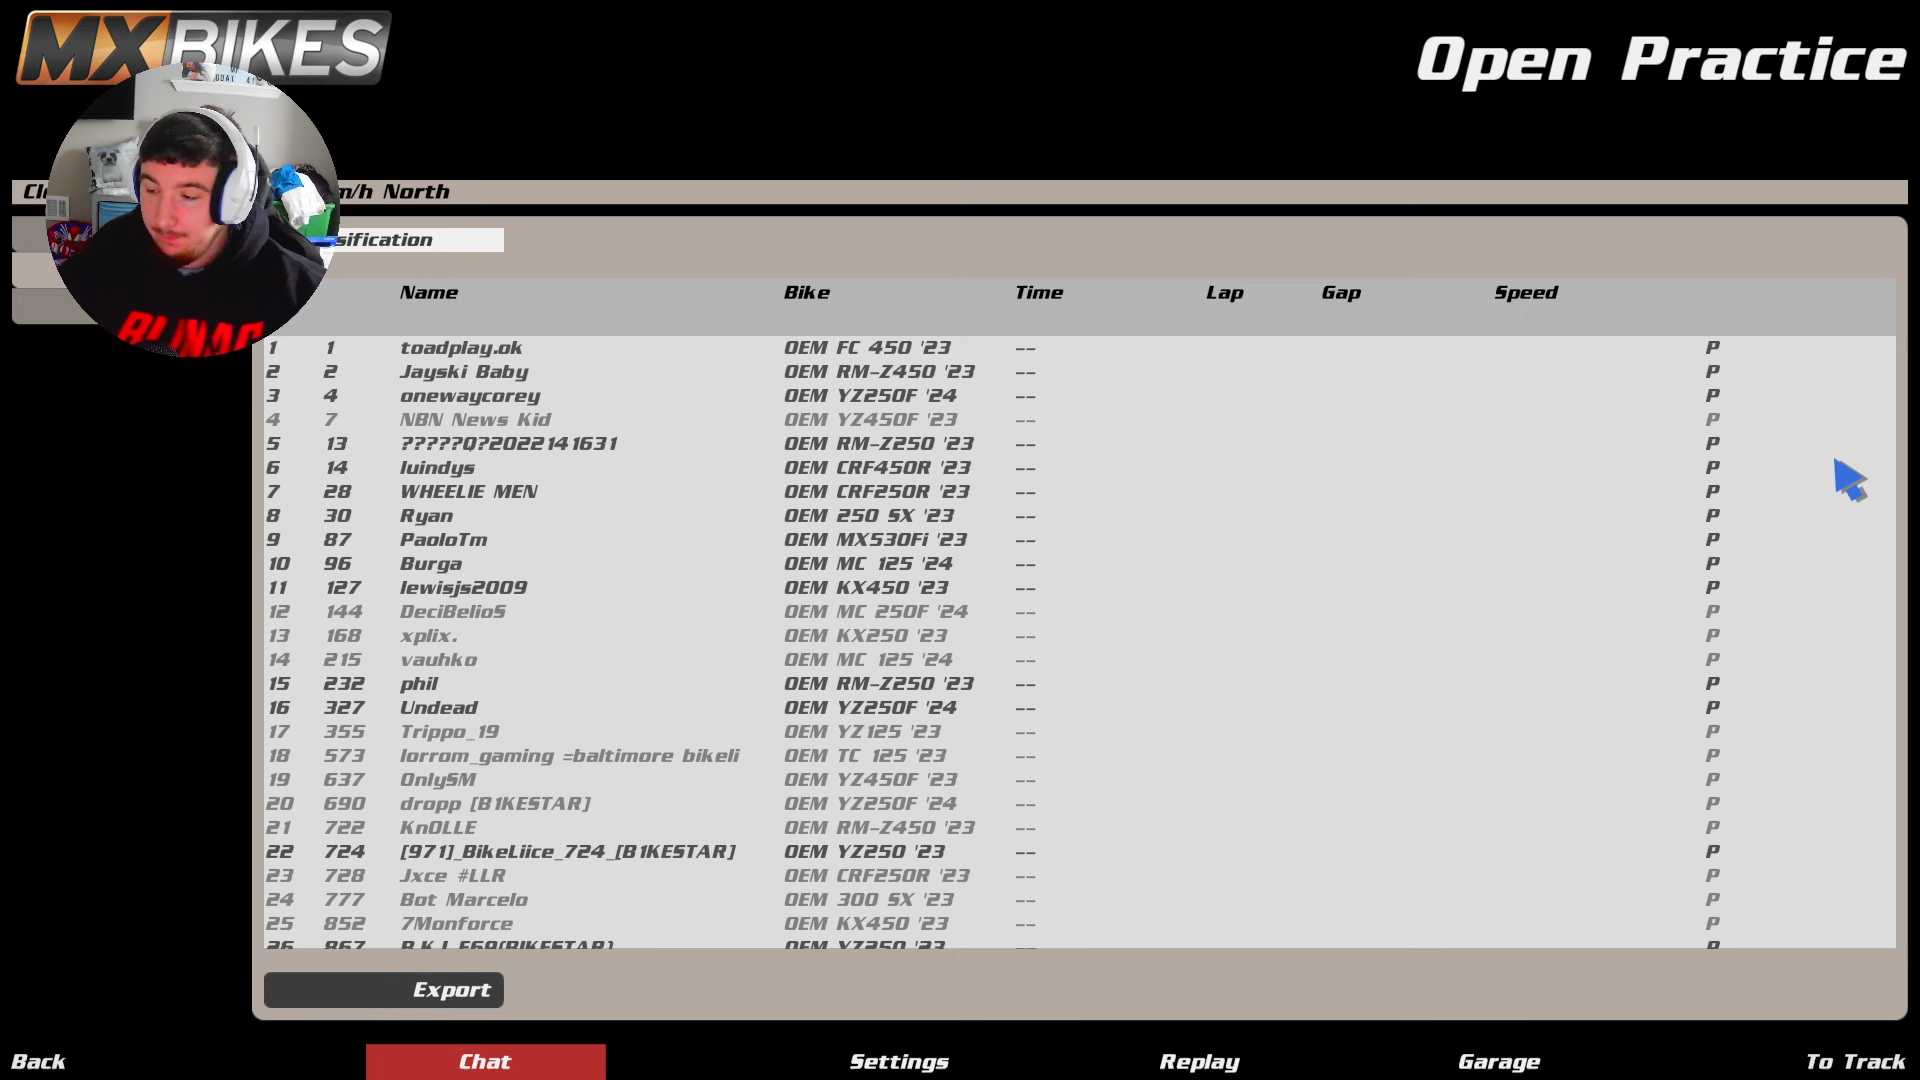 MXBIKES
Open Practice
m/h North
sification
Name Bike Time Lap Gap Speed
1 1 toadplay.ok OEM FC 450 '23 -- P
2 2 Jayski Baby OEM RM-Z450 '23 -- P
3 4 onewaycorey OEM YZ250F '24 -- P
4 7 NBN News Kid OEM YZ450F '23 -- P
5 13 ?????Q?2022141631 OEM RM-Z250 '23 -- P
6 14 luindys OEM CRF450R '23 -- P
7 28 WHEELIE MEN OEM CRF250R '23 -- P
8 30 Ryan OEM 250 SX '23 -- P
9 87 PaoloTm OEM MX530Fi '23 -- P
10 96 Burga OEM MC 125 '24 -- P
11 127 lewisjs2009 OEM KX450 '23 -- P
12 144 DeciBelioS OEM MC 250F '24 -- P
13 168 xplix. OEM KX250 '23 -- P
14 215 vauhko OEM MC 125 '24 -- P
15 232 phil OEM RM-Z250 '23 -- P
16 327 Undead OEM YZ250F '24 -- P
17 355 Trippo_19 OEM YZ125 '23 -- P
18 573 lorrom_gaming =baltimore bikeli OEM TC 125 '23 -- P
19 637 OnlySM OEM YZ450F '23 -- P
20 690 dropp [B1KESTAR] OEM YZ250F '24 -- P
21 722 KnOLLE OEM RM-Z450 '23 -- P
22 724 [971]_BikeLiice_724_[B1KESTAR] OEM YZ250 '23 -- P
23 728 Jxce #LLR OEM CRF250R '23 -- P
24 777 Bot Marcelo OEM 300 SX '23 -- P
25 852 7Monforce OEM KX450 '23 -- P
26 867 OEM YZ250 '23 -- P
Export
Back Chat Settings Replay Garage To Track